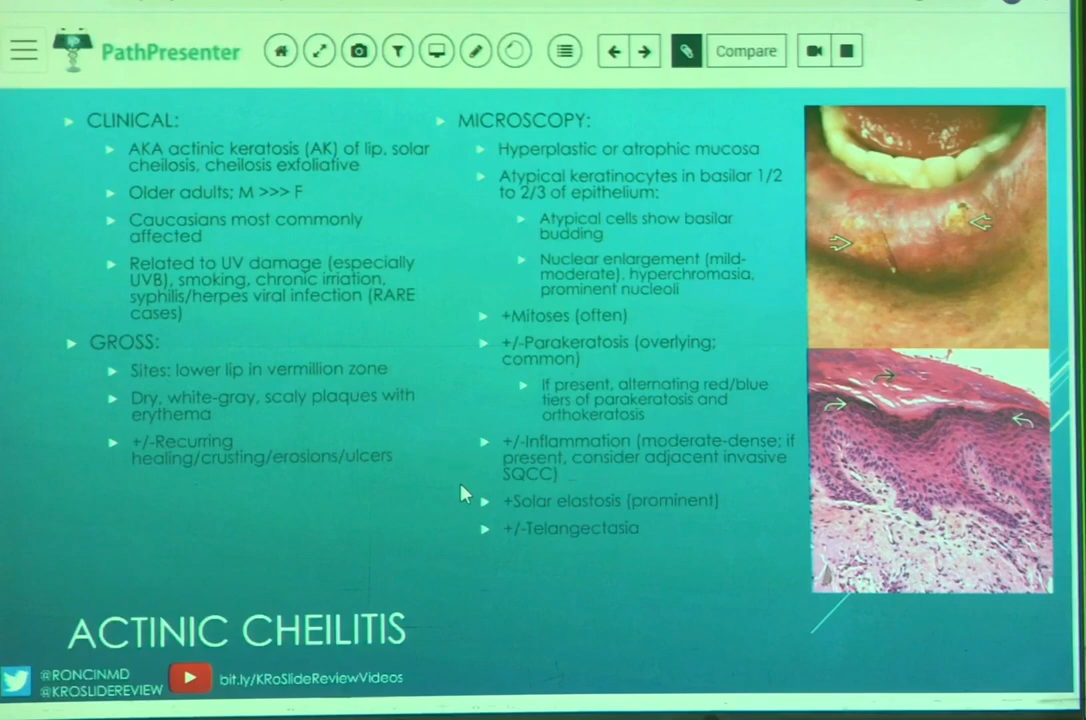 PathPresenter
Compare
CLINICAL:
AKA actinic keratosis (AK) of lip, solar
cheilosis, cheilosis exfoliative
Older adults; M >>> F
Caucasians most commonly
affected
Related to UV damage (especially
UVB), smoking, chronic irriation,
syphilis/herpes viral infection (RARE
cases)
GROSS:
Sites: lower lip in vermillion zone
Dry, white-gray, scaly plaques with
erythema
+/-Recurring
healing/crusting/erosions/ulcers
MICROSCOPY:
Hyperplastic or atrophic mucosa
Atypical keratinocytes in basilar 1/2
to 2/3 of epithelium:
Atypical cells show basilar
budding
Nuclear enlargement (mild-
moderate), hyperchromasia,
prominent nucleoli
+Mitoses (often)
+/-Parakeratosis (overlying;
common)
If present, alternating red/blue
tiers of parakeratosis and
orthokeratosis
+/-Inflammation (moderate-dense; if
present, consider adjacent invasive
SQCC)
+Solar elastosis (prominent)
+/-Telangectasia
ACTINIC CHEILITIS
@RONCINMD
@KROSLIDEREVIEW
bit.ly/KRoSlideReviewVideos